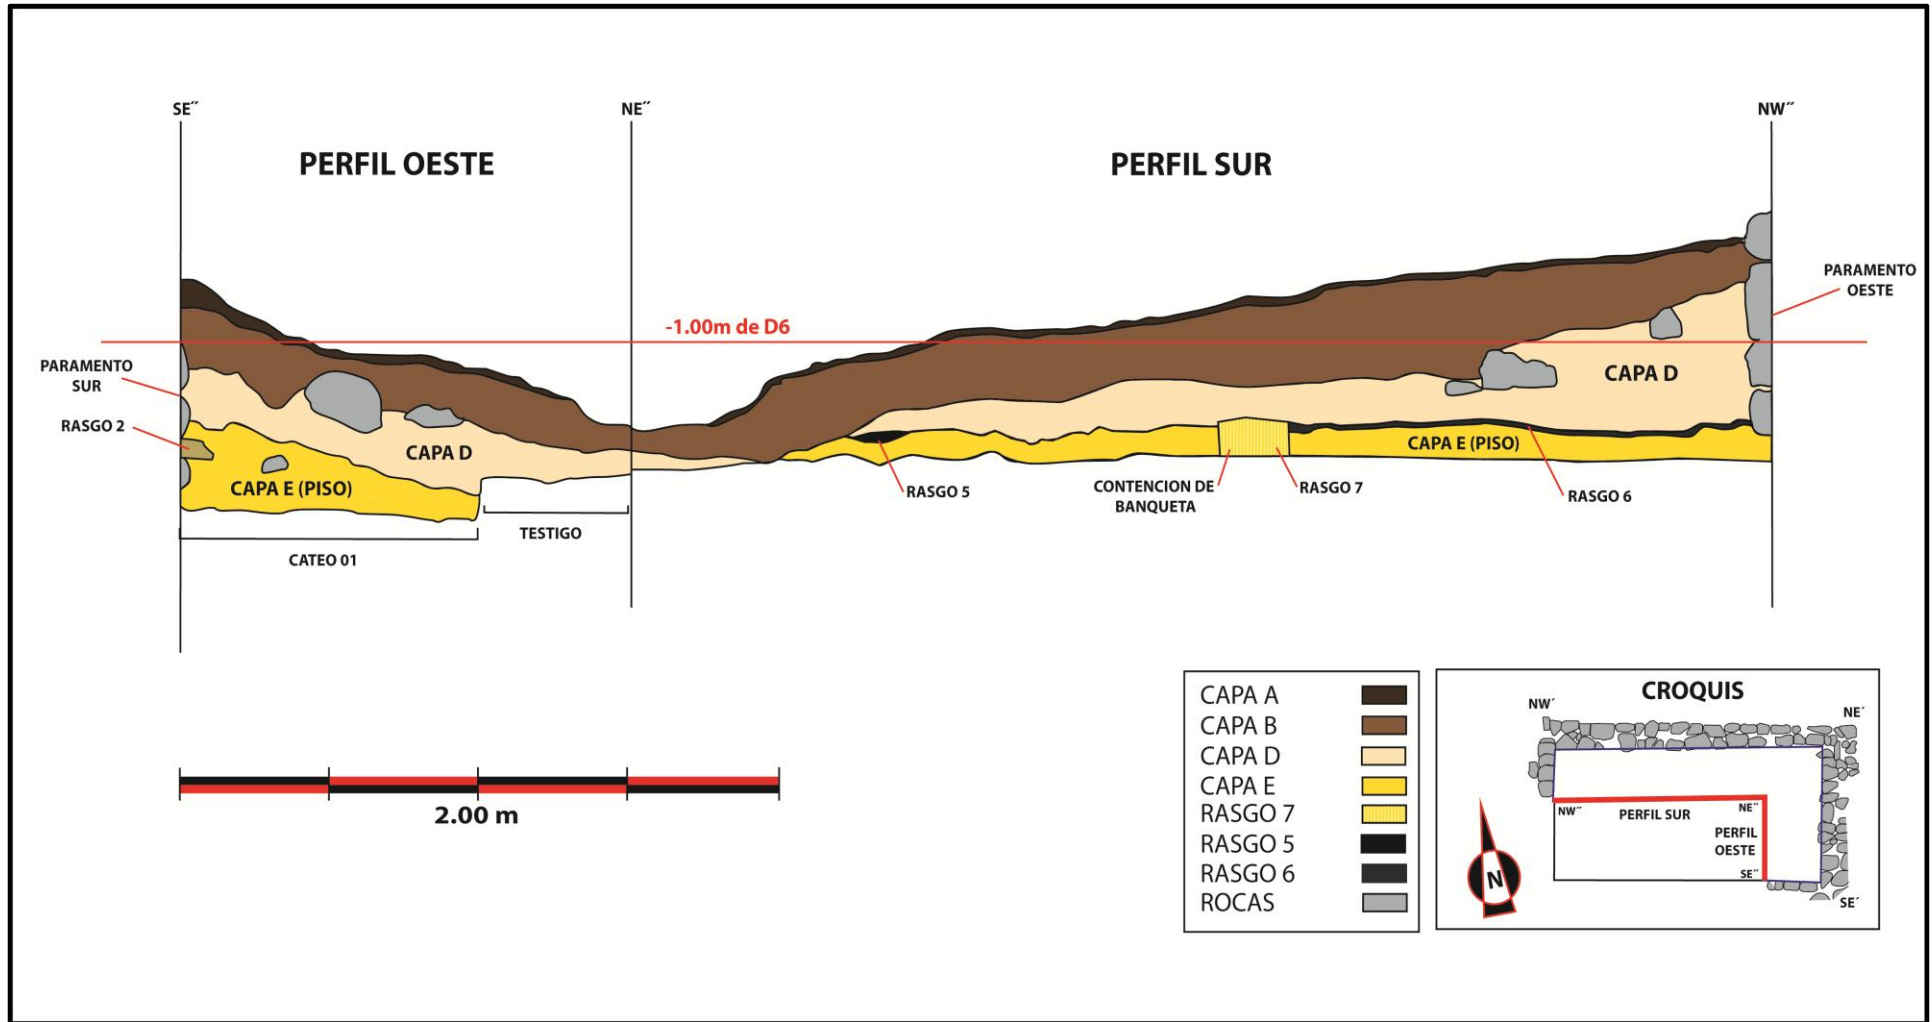 SE˝
NE˝
NW˝
PERFIL OESTE
PERFIL SUR
-1.00m de D6
PARAMENTO
OESTE
PARAMENTO
SUR
RASGO 2
CAPA D
CAPA D
CAPA E (PISO)
CAPA E (PISO)
RASGO 5
CONTENCION DE
BANQUETA
RASGO 7
RASGO 6
TESTIGO
CATEO 01
2.00 m
CAPA A
CAPA B
CAPA D
CAPA E
RASGO 7
RASGO 5
RASGO 6
ROCAS
CROQUIS
NW´
NE´
NW˝
PERFIL SUR
NE˝
PERFIL
OESTE
SE˝
SE´
N